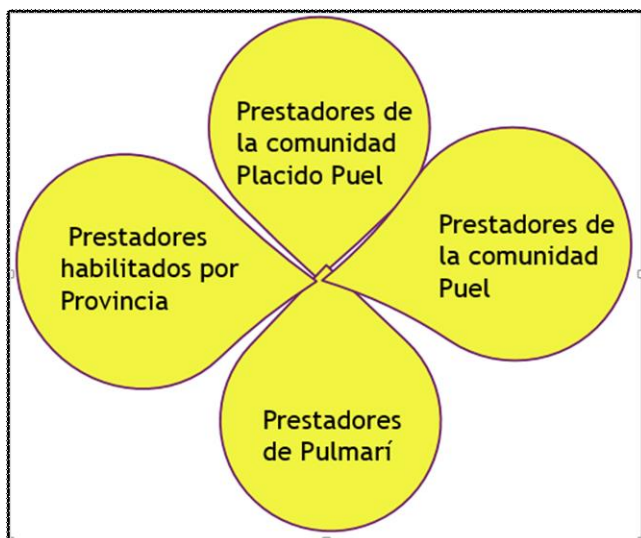 Prestadores de
la comunidad
Placido Puel
Prestadores
habilitados por
Provincia
Prestadores de
la comunidad
Puel
Prestadores
de Pulmarí